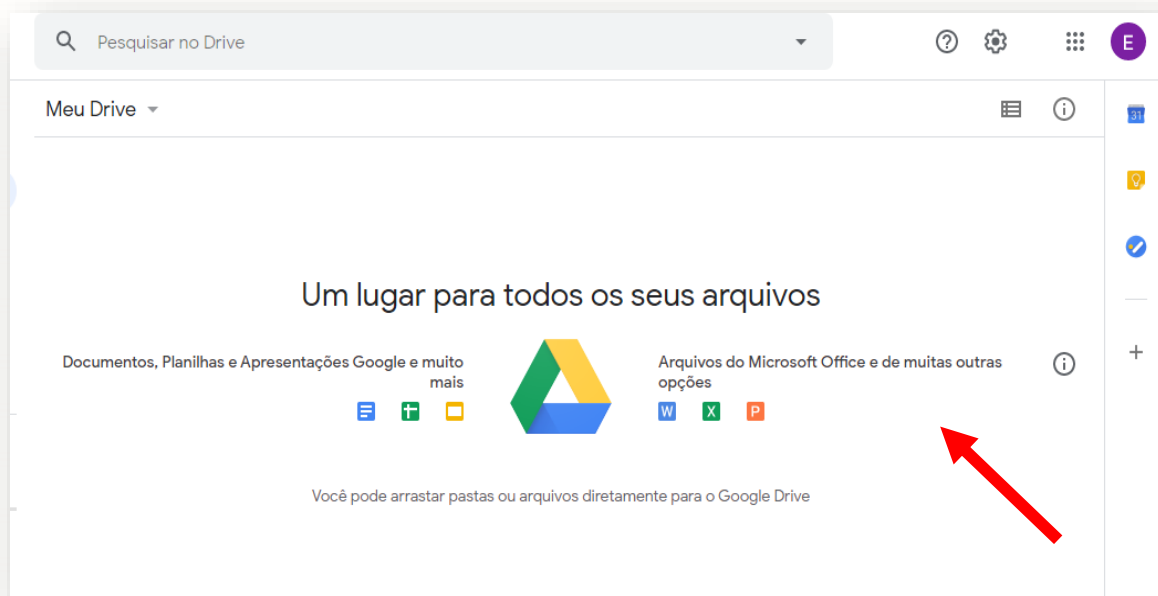 Pesquisar no Drive
E
Meu Drive
31
Um lugar para todos os seus arquivos
Documentos, Planilhas e Apresentações Google e muito
mais
Arquivos do Microsoft Office e de muitas outras
opções
W X P
Você pode arrastar pastas ou arquivos diretamente para o Google Drive